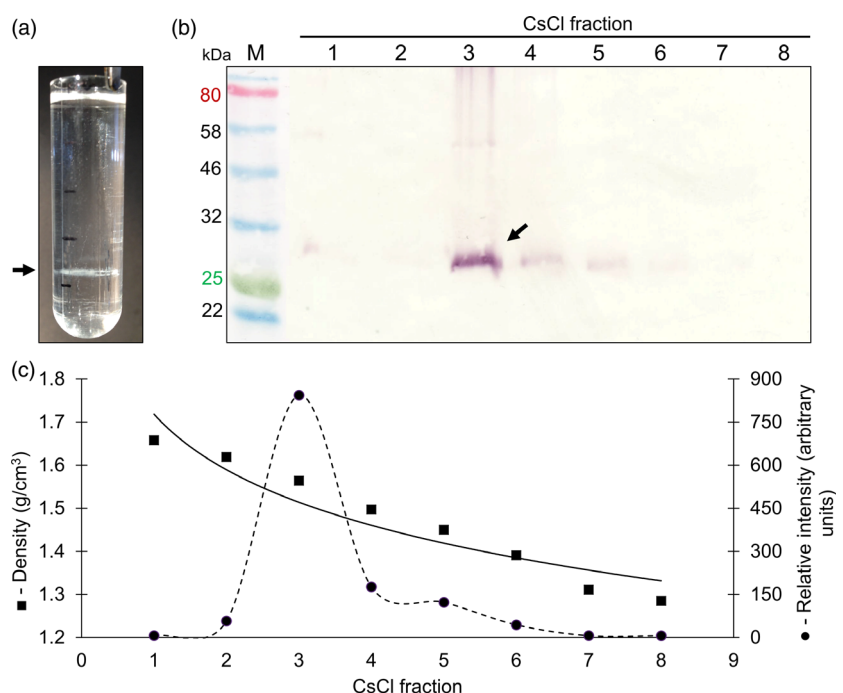 (a)
(b)
CsCl fraction
kDa M 1 2 3 4 5 6 7 8
80
58
46
32
25
22
(c)
1.8 900
1.7 750
1.6 600
1.5 450
1.4 300
1.3 150
1.2 0
■ - Density (g/cm³)
● - Relative intensity (arbitrary
units)
0 1 2 3 4 5 6 7 8 9
CsCl fraction